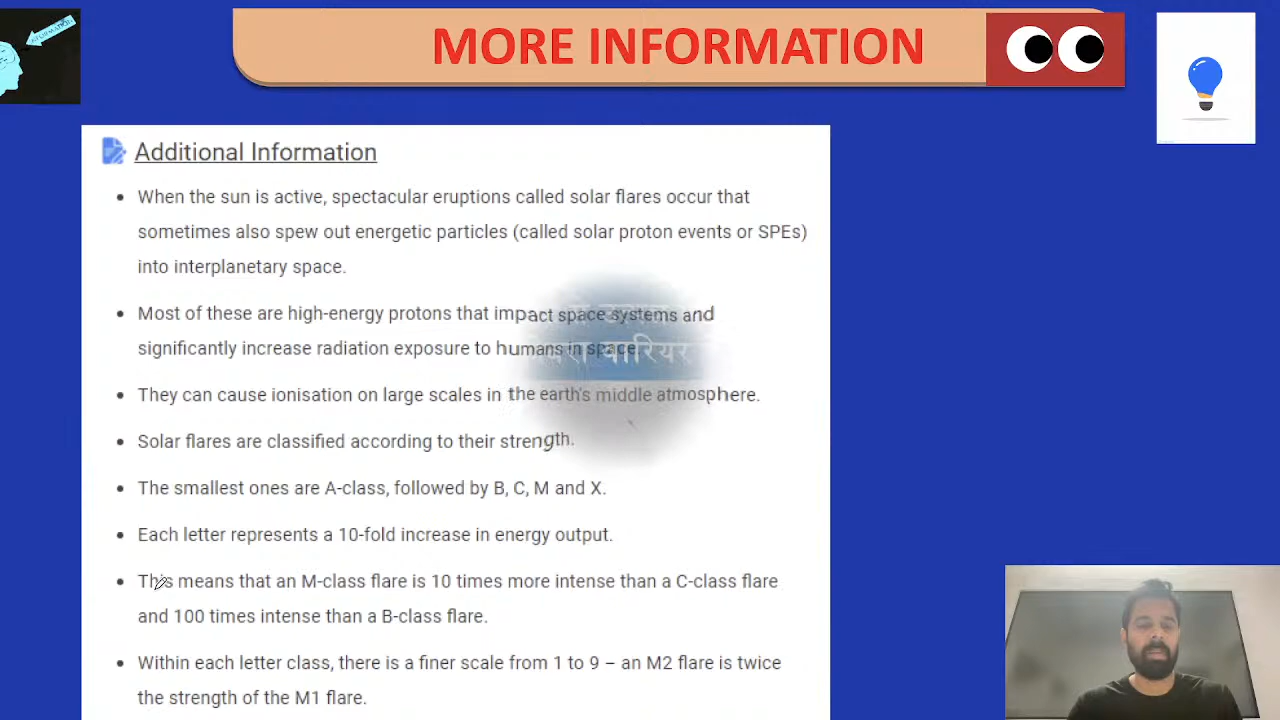 MORE INFORMATION
Additional Information
When the sun is active, spectacular eruptions called solar flares occur that
sometimes also spew out energetic particles (called solar proton events or SPEs)
into interplanetary space.
Most of these are high-energy protons that impact space systems and
significantly increase radiation exposure to humans in space.
They can cause ionisation on large scales in the earth's middle atmosphere.
Solar flares are classified according to their strength.
The smallest ones are A-class, followed by B, C, M and X.
Each letter represents a 10-fold increase in energy output.
This means that an M-class flare is 10 times more intense than a C-class flare
and 100 times intense than a B-class flare.
Within each letter class, there is a finer scale from 1 to 9 – an M2 flare is twice
the strength of the M1 flare.